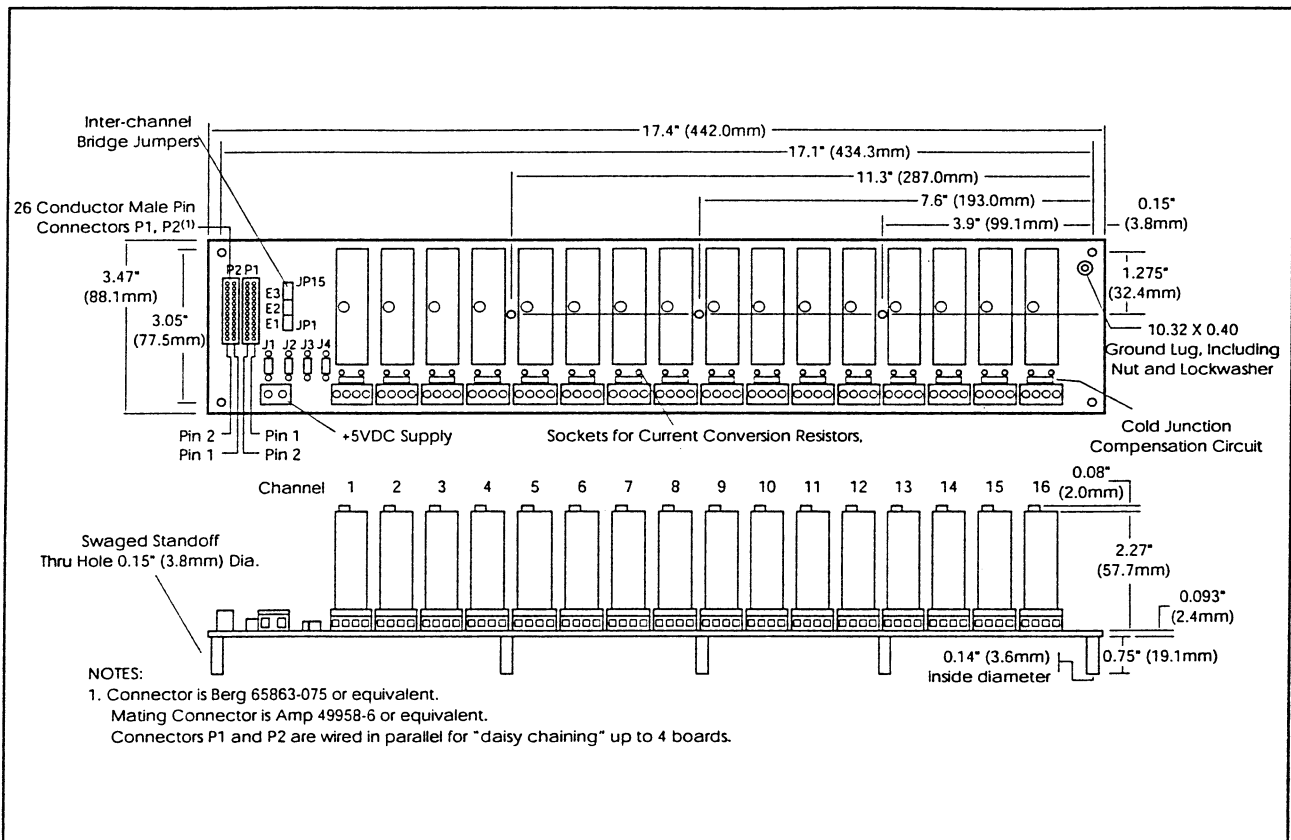 Inter-channel
Bridge Jumpers
26 Conductor Male Pin
Connectors P1, P2(1)
17.4" (442.0mm)
17.1" (434.3mm)
11.3" (287.0mm)
7.6" (193.0mm)
3.9" (99.1mm)
0.15"
(3.8mm)
3.47"
(88.1mm)
3.05"
(77.5mm)
P2 P1
JP15
E3
E2
E1
JP1
J1 J2 J3 J4
1.275"
(32.4mm)
10.32 X 0.40
Ground Lug, Including
Nut and Lockwasher
Pin 2
Pin 1
Pin 1
Pin 2
+5VDC Supply
Sockets for Current Conversion Resistors,
Cold Junction
Compensation Circuit
Channel 1 2 3 4 5 6 7 8 9 10 11 12 13 14 15 16
0.08"
(2.0mm)
Swaged Standoff
Thru Hole 0.15" (3.8mm) Dia.
2.27"
(57.7mm)
0.093"
(2.4mm)
0.14" (3.6mm)
Inside diameter
0.75" (19.1mm)
NOTES:
1. Connector is Berg 65863-075 or equivalent.
Mating Connector is Amp 49958-6 or equivalent.
Connectors P1 and P2 are wired in parallel for "daisy chaining" up to 4 boards.